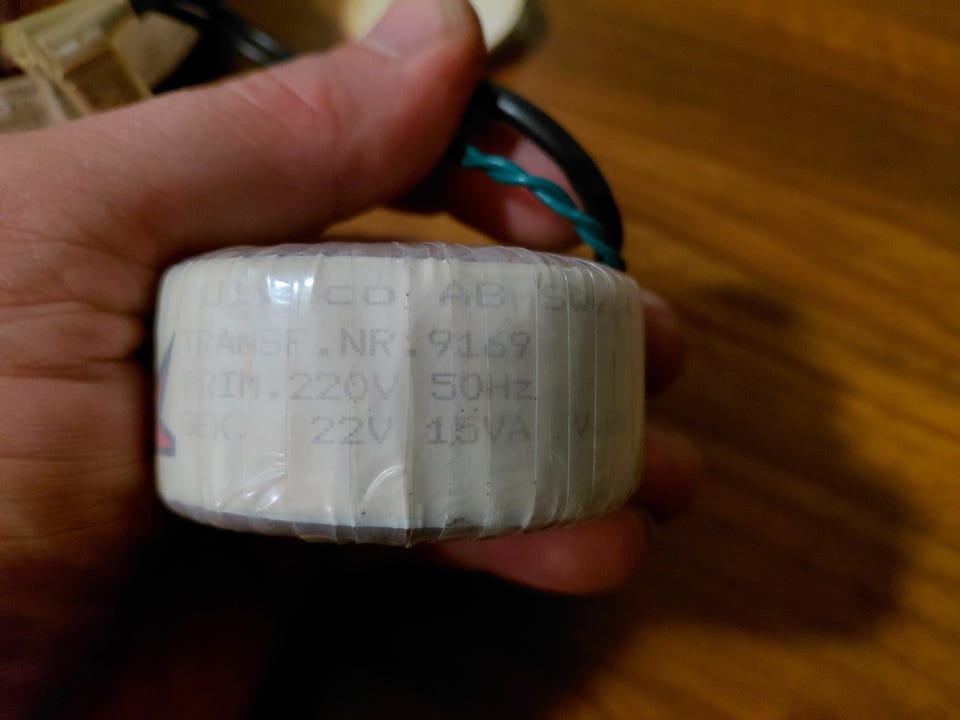 co AB
TRANSF.NR.9169
PRIM.220V 50Hz
SEK. 22V 15VA